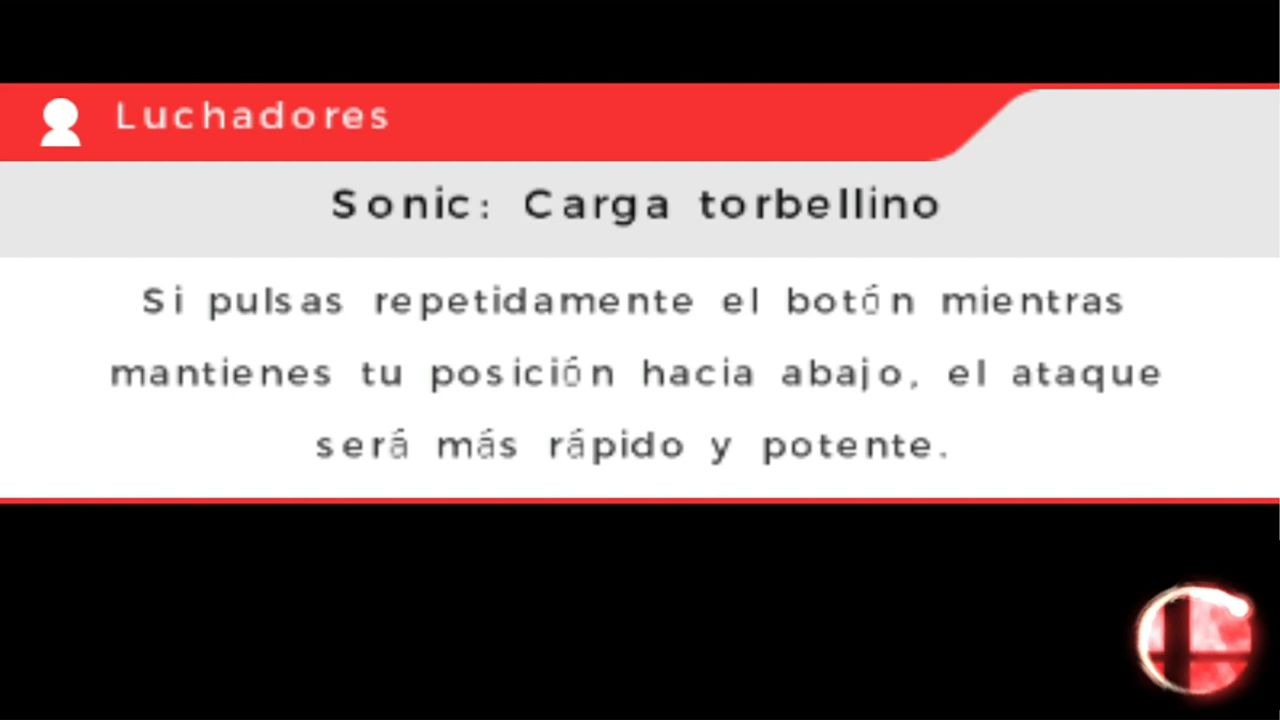 Luchadores
Sonic: Carga torbellino
Si pulsas repetidamente el botón mientras
mantienes tu posición hacia abajo, el ataque
será más rápido y potente.